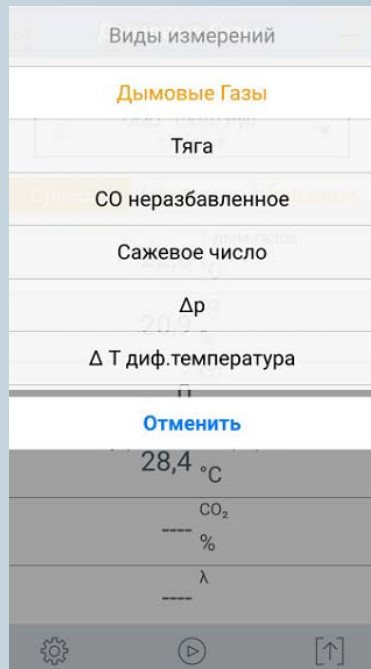 Виды измерений
Дымовые Газы
Тяга
CO неразбавленное
Сажевое число
Δp
Δ T диф.температура
Отменить
28,4 °C
CO₂
---- %
λ
----